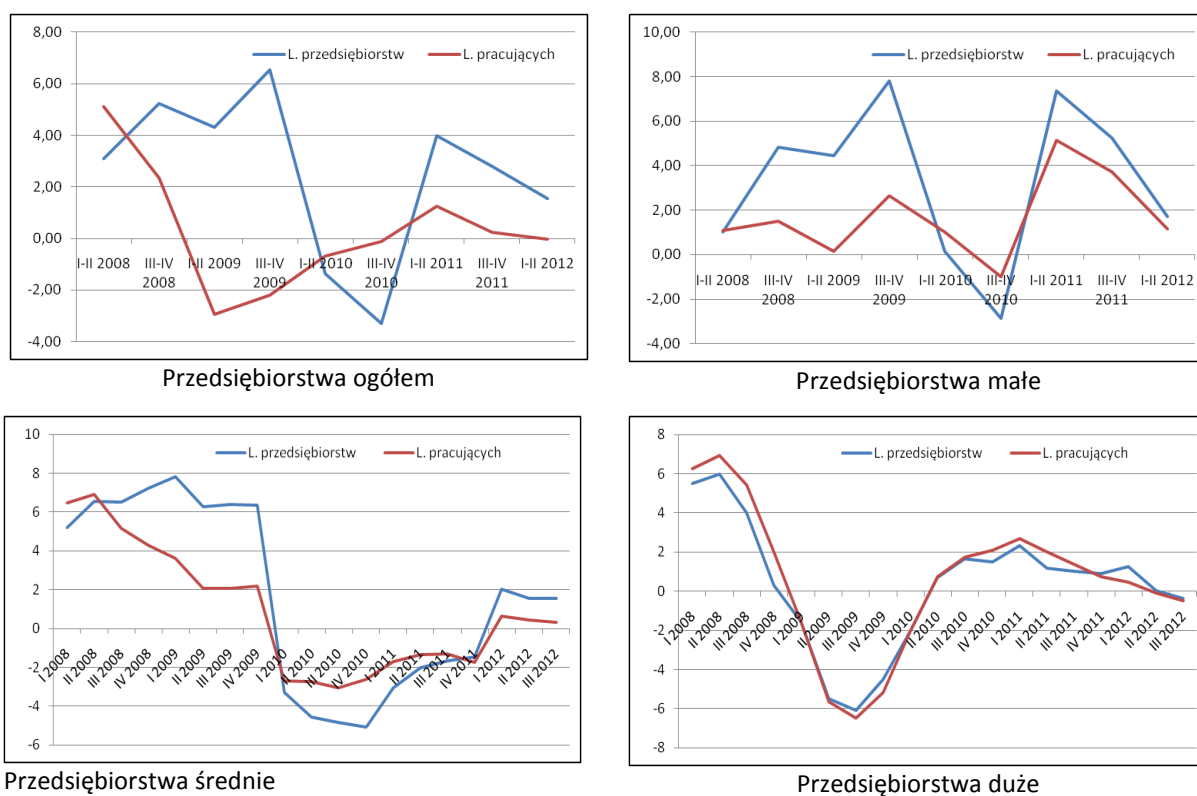 8,00
6,00
4,00
2,00
0,00
-2,00
-4,00
L. przedsiębiorstw L. pracujących
I-II 2008 III-IV 2008 I-II 2009 III-IV 2009 I-II 2010 III-IV 2010 I-II 2011 III-IV 2011 I-II 2012
Przedsiębiorstwa ogółem
10,00
8,00
6,00
4,00
2,00
0,00
-2,00
-4,00
L. przedsiębiorstw L. pracujących
I-II 2008 III-IV 2008 I-II 2009 III-IV 2009 I-II 2010 III-IV 2010 I-II 2011 III-IV 2011 I-II 2012
Przedsiębiorstwa małe
10
8
6
4
2
0
-2
-4
-6
L. przedsiębiorstw L. pracujących
I 2008 II 2008 III 2008 IV 2008 I 2009 II 2009 III 2009 IV 2009 I 2010 II 2010 III 2010 IV 2010 I 2011 II 2011 III 2011 IV 2011 I 2012 II 2012 III 2012
Przedsiębiorstwa średnie
8
6
4
2
0
-2
-4
-6
-8
L. przedsiębiorstw L. pracujących
I 2008 II 2008 III 2008 IV 2008 I 2009 II 2009 III 2009 IV 2009 I 2010 II 2010 III 2010 IV 2010 I 2011 II 2011 III 2011 IV 2011 I 2012 II 2012 III 2012
Przedsiębiorstwa duże